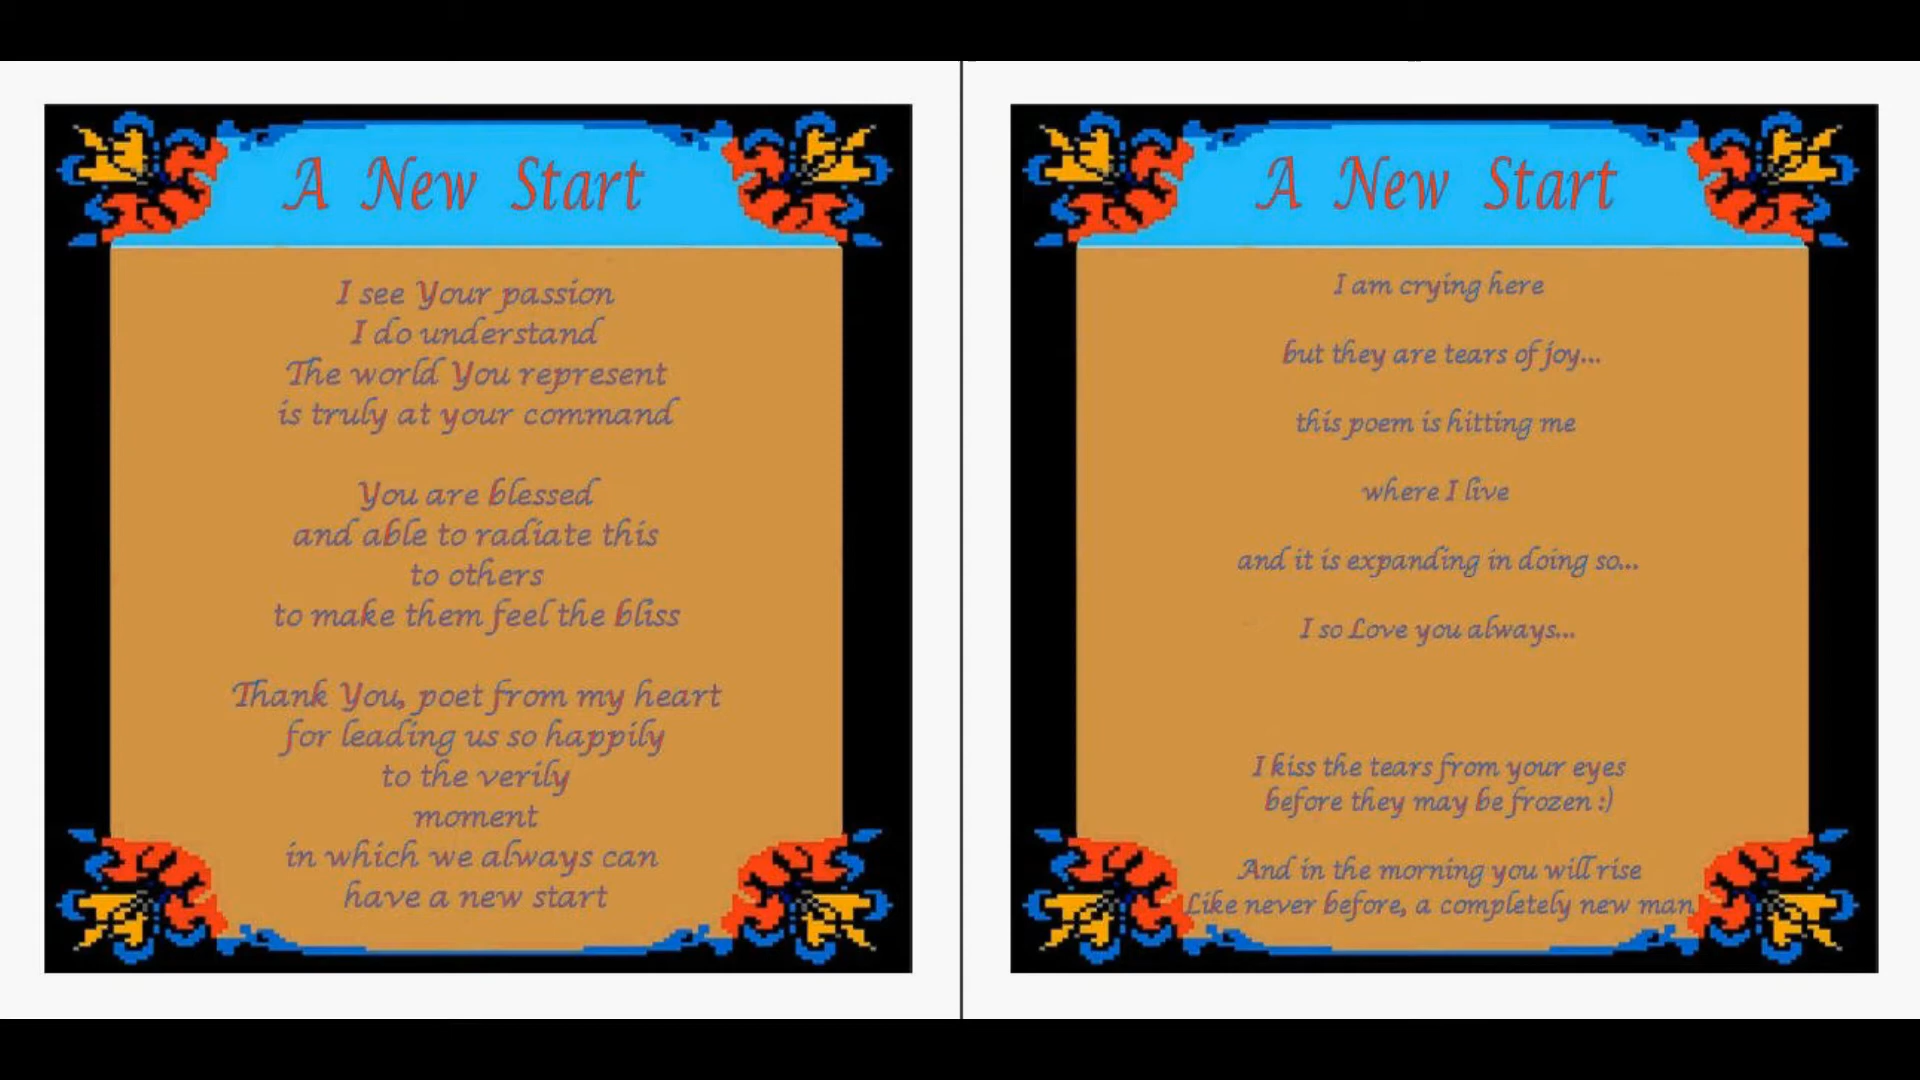 A New Start
I see Your passion
I do understand
The world You represent
is truly at your command
You are blessed
and able to radiate this
to others
to make them feel the bliss
Thank You, poet from my heart
for leading us so happily
to the verily
moment
in which we always can
have a new start
A New Start
I am crying here
but they are tears of joy...
this poem is hitting me
where I live
and it is expanding in doing so...
I so Love you always...
I kiss the tears from your eyes
before they may be frozen :)
And in the morning you will rise
Like never before, a completely new man